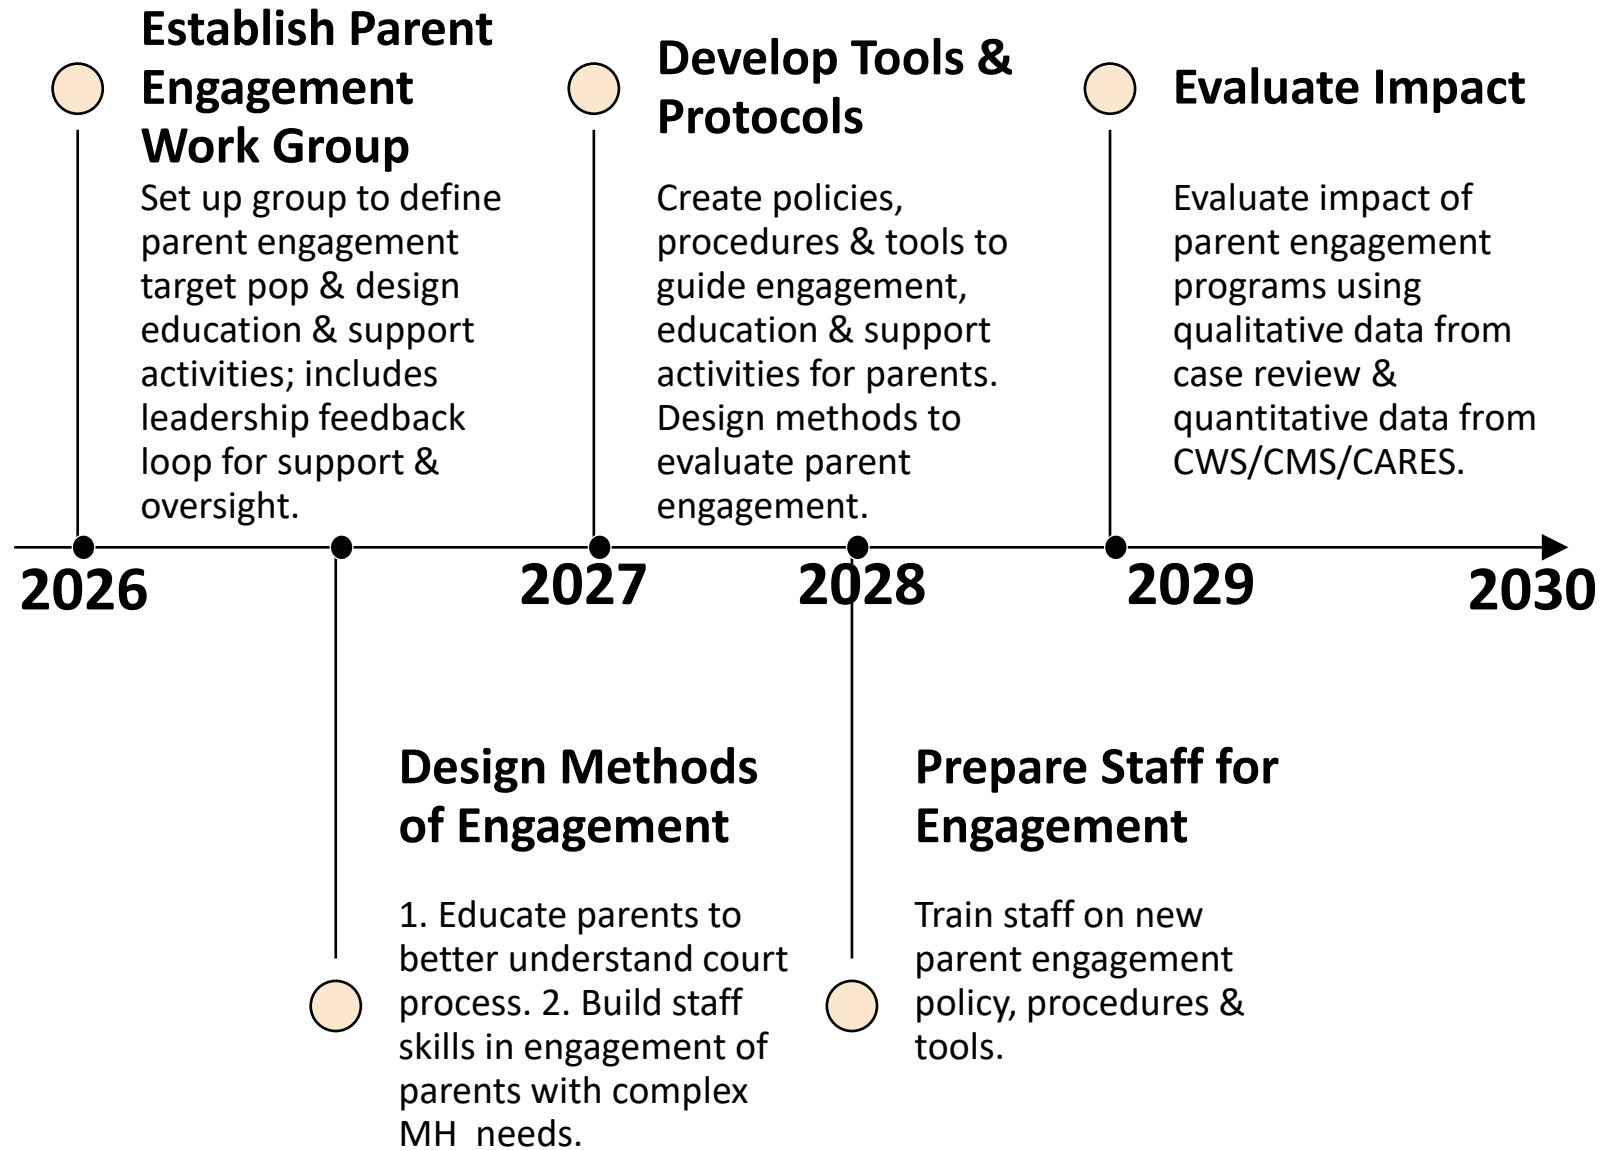 Establish Parent
Engagement
Work Group
Set up group to define
parent engagement
target pop & design
education & support
activities; includes
leadership feedback
loop for support &
oversight.
Develop Tools &
Protocols
Create policies,
procedures & tools to
guide engagement,
education & support
activities for parents.
Design methods to
evaluate parent
engagement.
Evaluate Impact
Evaluate impact of
parent engagement
programs using
qualitative data from
case review &
quantitative data from
CWS/CMS/CARES.
2026
2027
2028
2029
2030
Design Methods
of Engagement
1. Educate parents to
better understand court
process. 2. Build staff
skills in engagement of
parents with complex
MH  needs.
Prepare Staff for
Engagement
Train staff on new
parent engagement
policy, procedures &
tools.